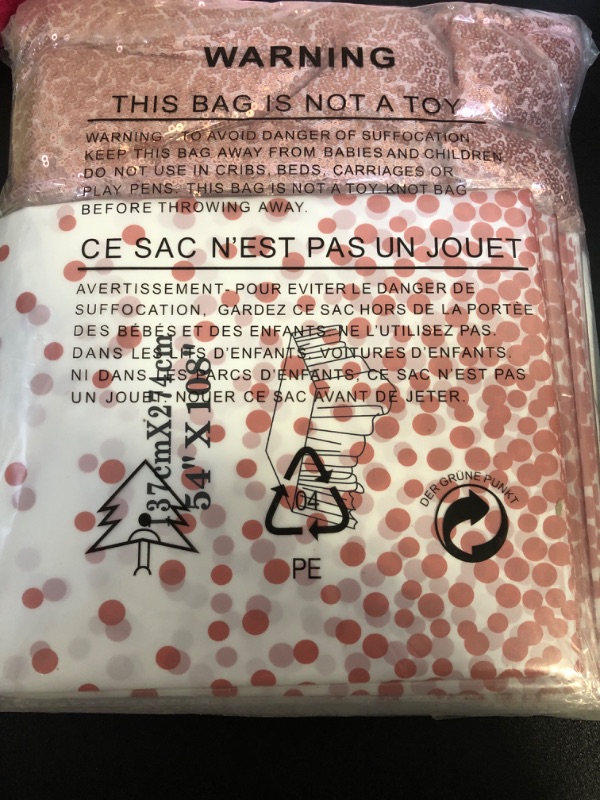 WARNING
THIS BAG IS NOT A TOY
WARNING - TO AVOID DANGER OF SUFFOCATION
KEEP THIS BAG AWAY FROM BABIES AND CHILDREN
DO NOT USE IN CRIBS, BEDS, CARRIAGES OR
PLAY PENS. THIS BAG IS NOT A TOY KNOT BAG
BEFORE THROWING AWAY.
CE SAC N'EST PAS UN JOUET
AVERTISSEMENT- POUR EVITER LE DANGER DE
SUFFOCATION, GARDEZ CE SAC HORS DE LA PORTÉE
DES BÉBÉS ET DES ENFANTS. NE L'UTILISEZ PAS.
DANS LES LITS D'ENFANTS, VOITURES D'ENFANTS.
NI DANS LES PARCS D'ENFANTS. CE SAC N'EST PAS
UN JOUET. NOUER CE SAC AVANT DE JETER.
137cmX274cm
54" X 108"
04
PE
DER GRÜNE PUNKT